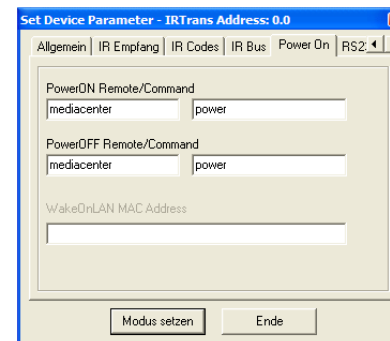 Set Device Parameter - IRTrans Address: 0.0
Allgemein IR Empfang IR Codes IR Bus Power On RS2
PowerON Remote/Command
mediacenter power
PowerOFF Remote/Command
mediacenter power
WakeOnLAN MAC Address
Modus setzen Ende